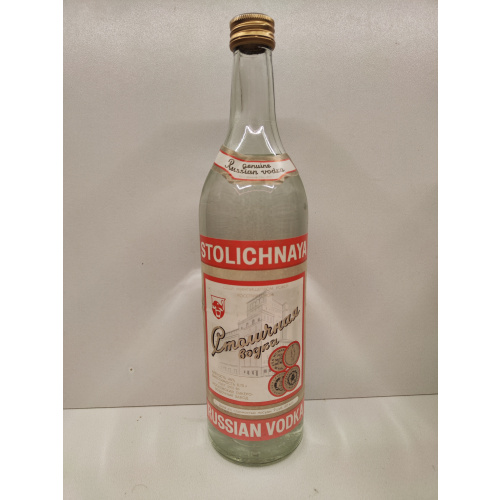 genuine
Russian vodka
STOLICHNAYA
Столичная
водка
RUSSIAN VODKA